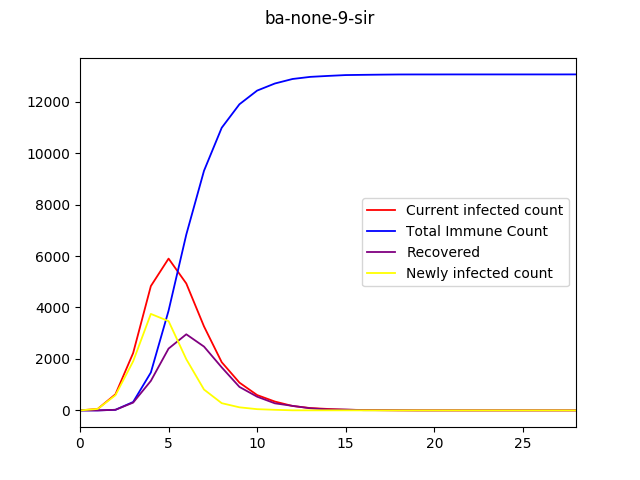 ba-none-9-sir
12000
10000
8000
6000
4000
2000
0
Current infected count
Total Immune Count
Recovered
Newly infected count
0 5 10 15 20 25